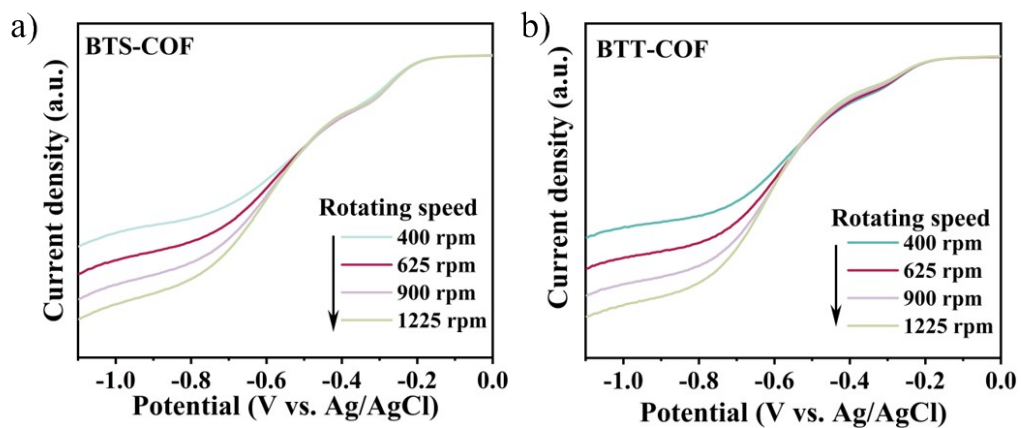 a)
BTS-COF
Current density (a.u.)
Rotating speed
400 rpm
625 rpm
900 rpm
1225 rpm
-1.0 -0.8 -0.6 -0.4 -0.2 0.0
Potential (V vs. Ag/AgCl)
b)
BTT-COF
Current density (a.u.)
Rotating speed
400 rpm
625 rpm
900 rpm
1225 rpm
-1.0 -0.8 -0.6 -0.4 -0.2 0.0
Potential (V vs. Ag/AgCl)